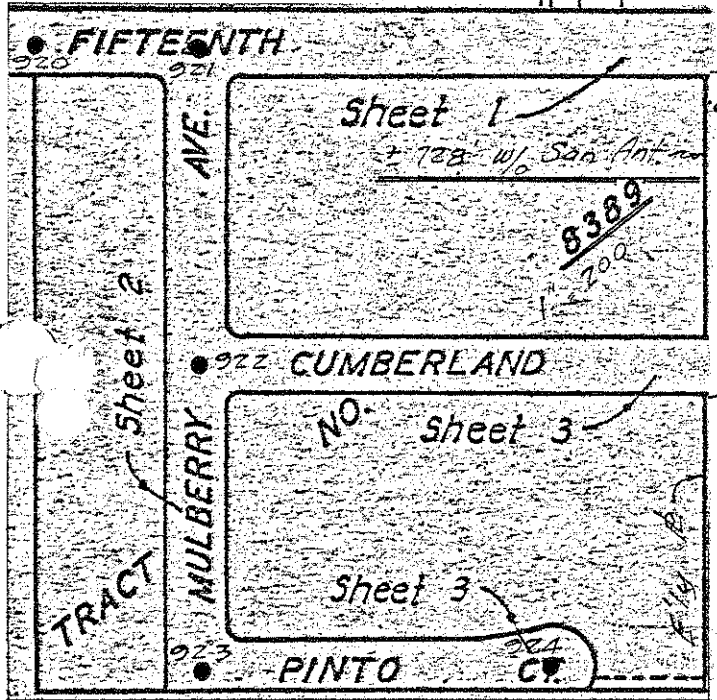 FIFTEENTH
920
921
AVE.
Sheet 1
± 728' W/o San Ant
8389
1" = 200'
Sheet 2
922 CUMBERLAND
NO.
Sheet 3
MULBERRY
TRACT
Sheet 3
923
924
PINTO CT.